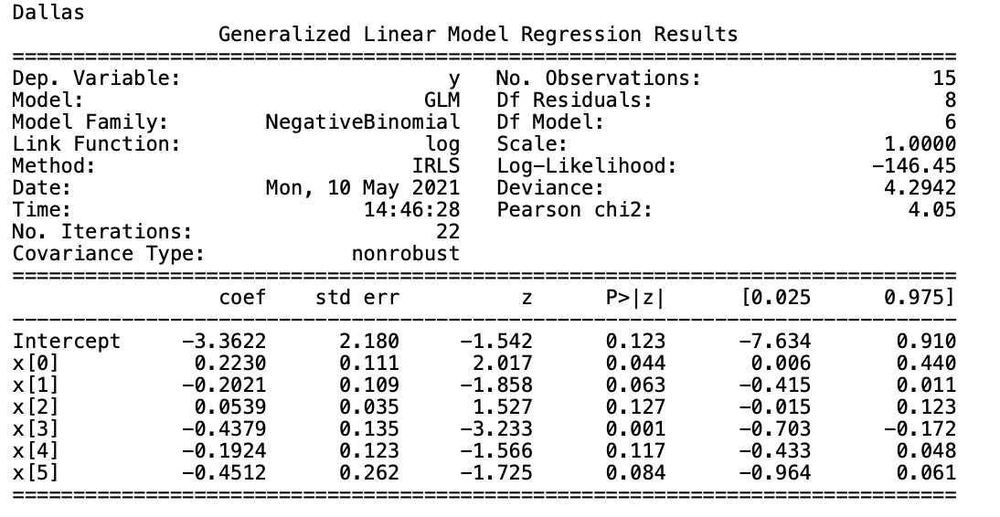 Dallas
                 Generalized Linear Model Regression Results
==============================================================================
Dep. Variable:                      y   No. Observations:                   15
Model:                            GLM   Df Residuals:                        8
Model Family:        NegativeBinomial   Df Model:                            6
Link Function:                    log   Scale:                          1.0000
Method:                          IRLS   Log-Likelihood:                -146.45
Date:                Mon, 10 May 2021   Deviance:                       4.2942
Time:                        14:46:28   Pearson chi2:                     4.05
No. Iterations:                    22
Covariance Type:            nonrobust
==============================================================================
                 coef    std err          z      P>|z|      [0.025      0.975]
------------------------------------------------------------------------------
Intercept     -3.3622      2.180     -1.542      0.123      -7.634       0.910
x[0]           0.2230      0.111      2.017      0.044       0.006       0.440
x[1]          -0.2021      0.109     -1.858      0.063      -0.415       0.011
x[2]           0.0539      0.035      1.527      0.127      -0.015       0.123
x[3]          -0.4379      0.135     -3.233      0.001      -0.703      -0.172
x[4]          -0.1924      0.123     -1.566      0.117      -0.433       0.048
x[5]          -0.4512      0.262     -1.725      0.084      -0.964       0.061
==============================================================================